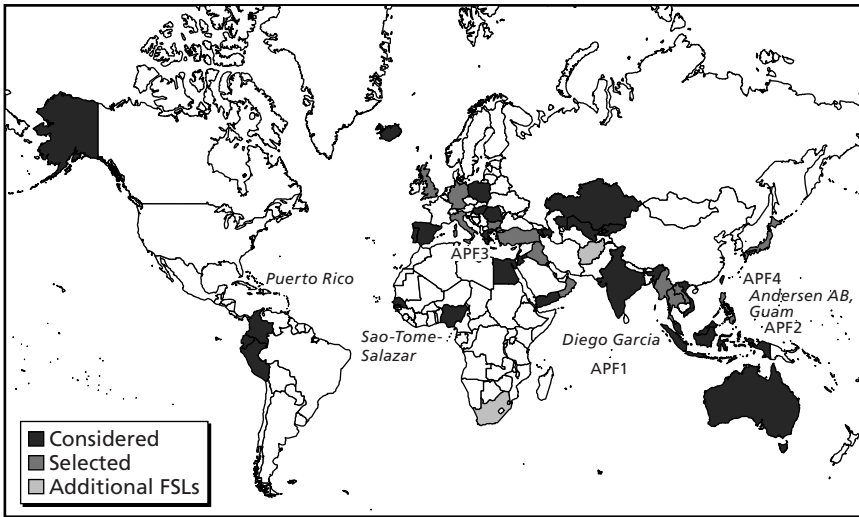 Puerto Rico
APF3
Sao-Tome-
Salazar
Diego Garcia
APF1
APF4
Andersen AB,
Guam
APF2
Considered
Selected
Additional FSLs